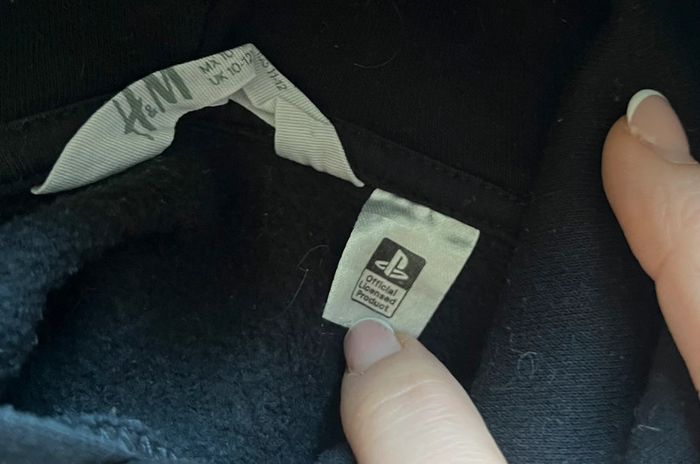 H&M
UK 10-12
Official
Licensed
Product